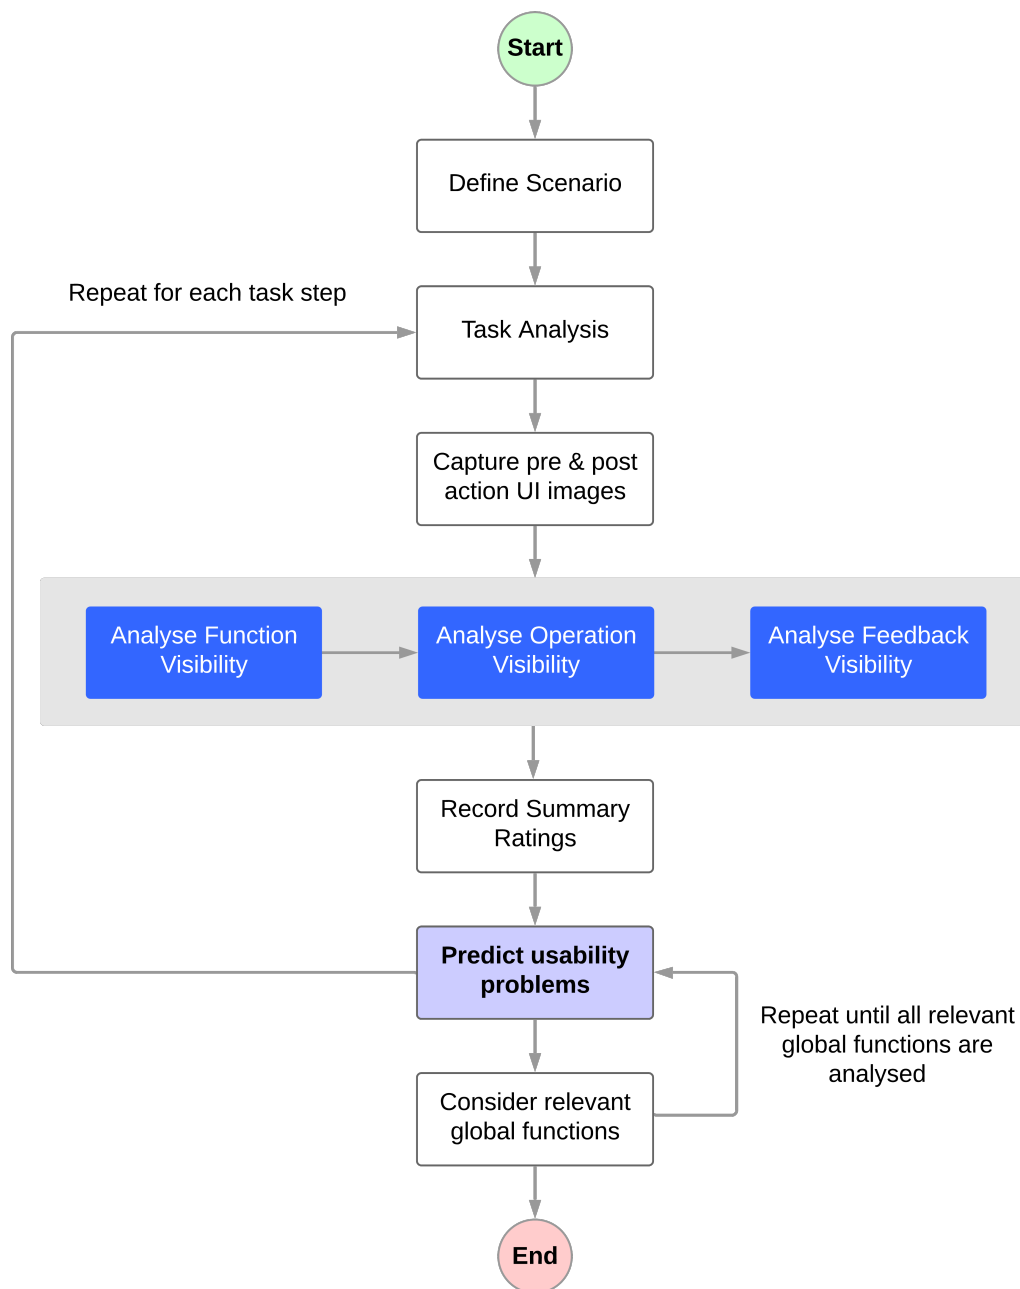 Start
Define Scenario
Repeat for each task step
Task Analysis
Capture pre & post
action UI images
Analyse Function
Visibility
Analyse Operation
Visibility
Analyse Feedback
Visibility
Record Summary
Ratings
Predict usability
problems
Repeat until all relevant
global functions are
analysed
Consider relevant
global functions
End